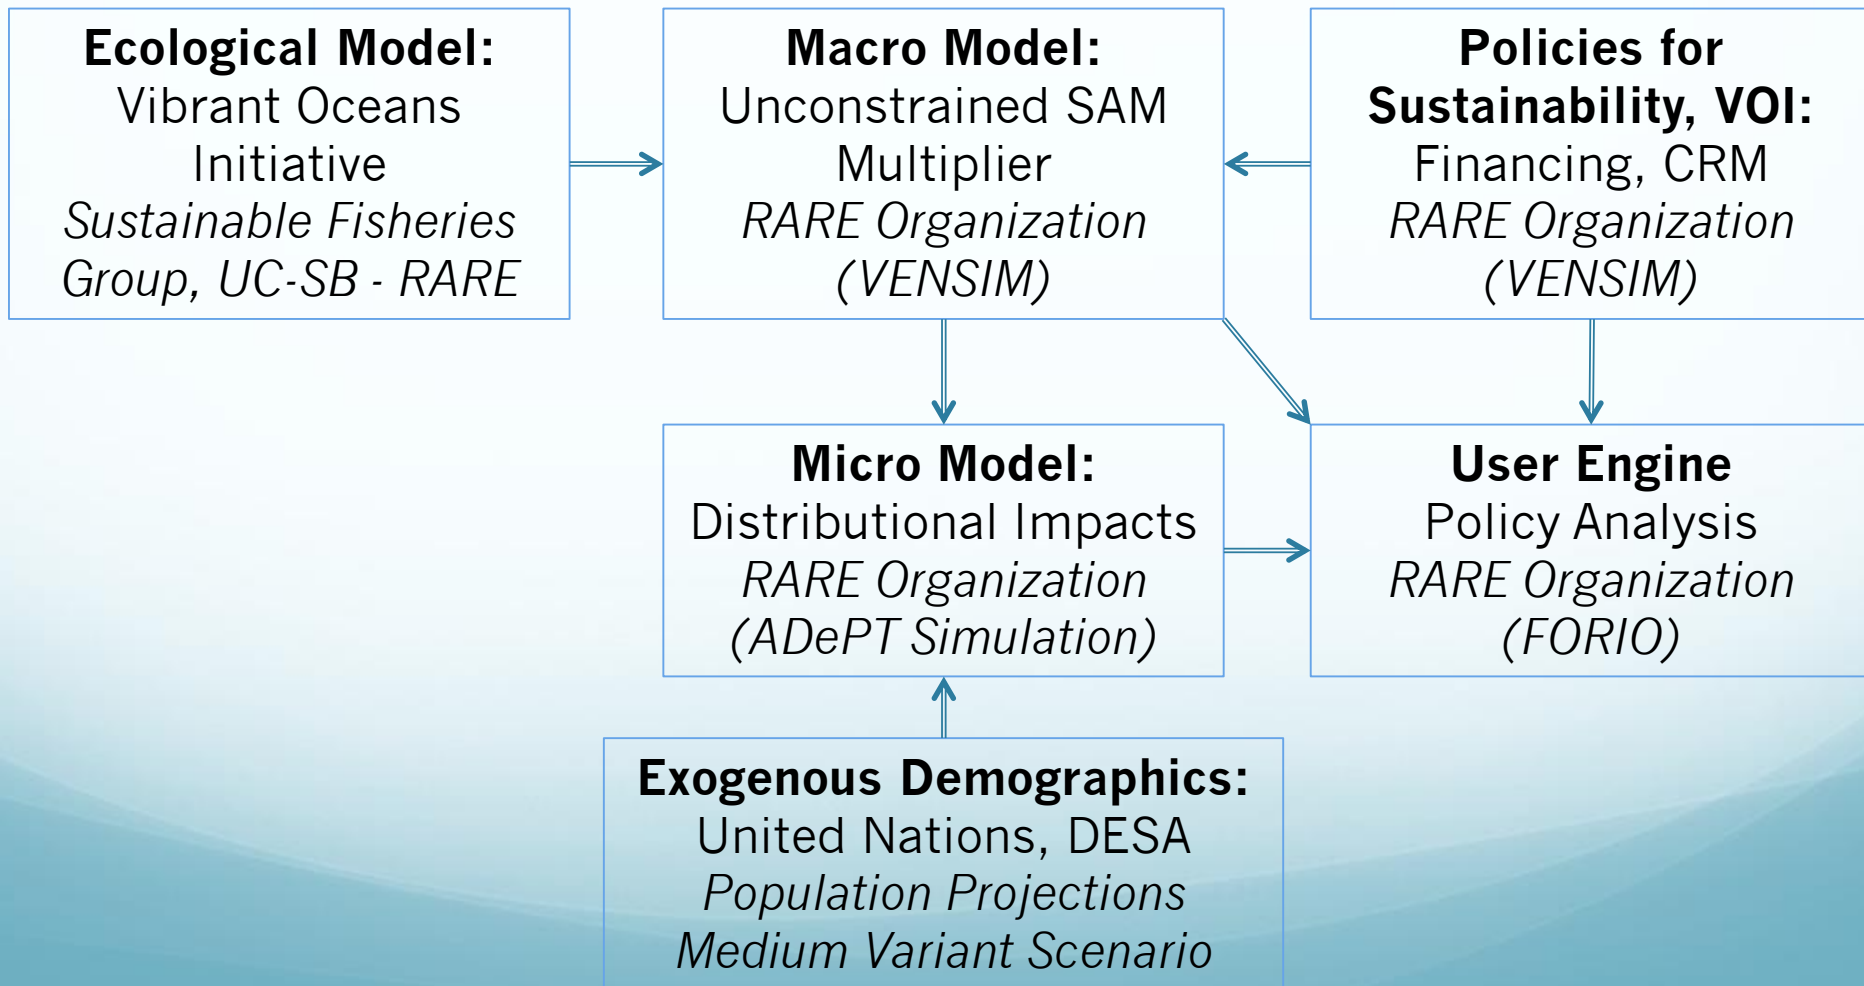 Ecological Model:
Vibrant Oceans
Initiative
Sustainable Fisheries
Group, UC-SB - RARE
Macro Model:
Unconstrained SAM
Multiplier
RARE Organization
(VENSIM)
Policies for
Sustainability, VOI:
Financing, CRM
RARE Organization
(VENSIM)
Micro Model:
Distributional Impacts
RARE Organization
(ADePT Simulation)
User Engine
Policy Analysis
RARE Organization
(FORIO)
Exogenous Demographics:
United Nations, DESA
Population Projections
Medium Variant Scenario